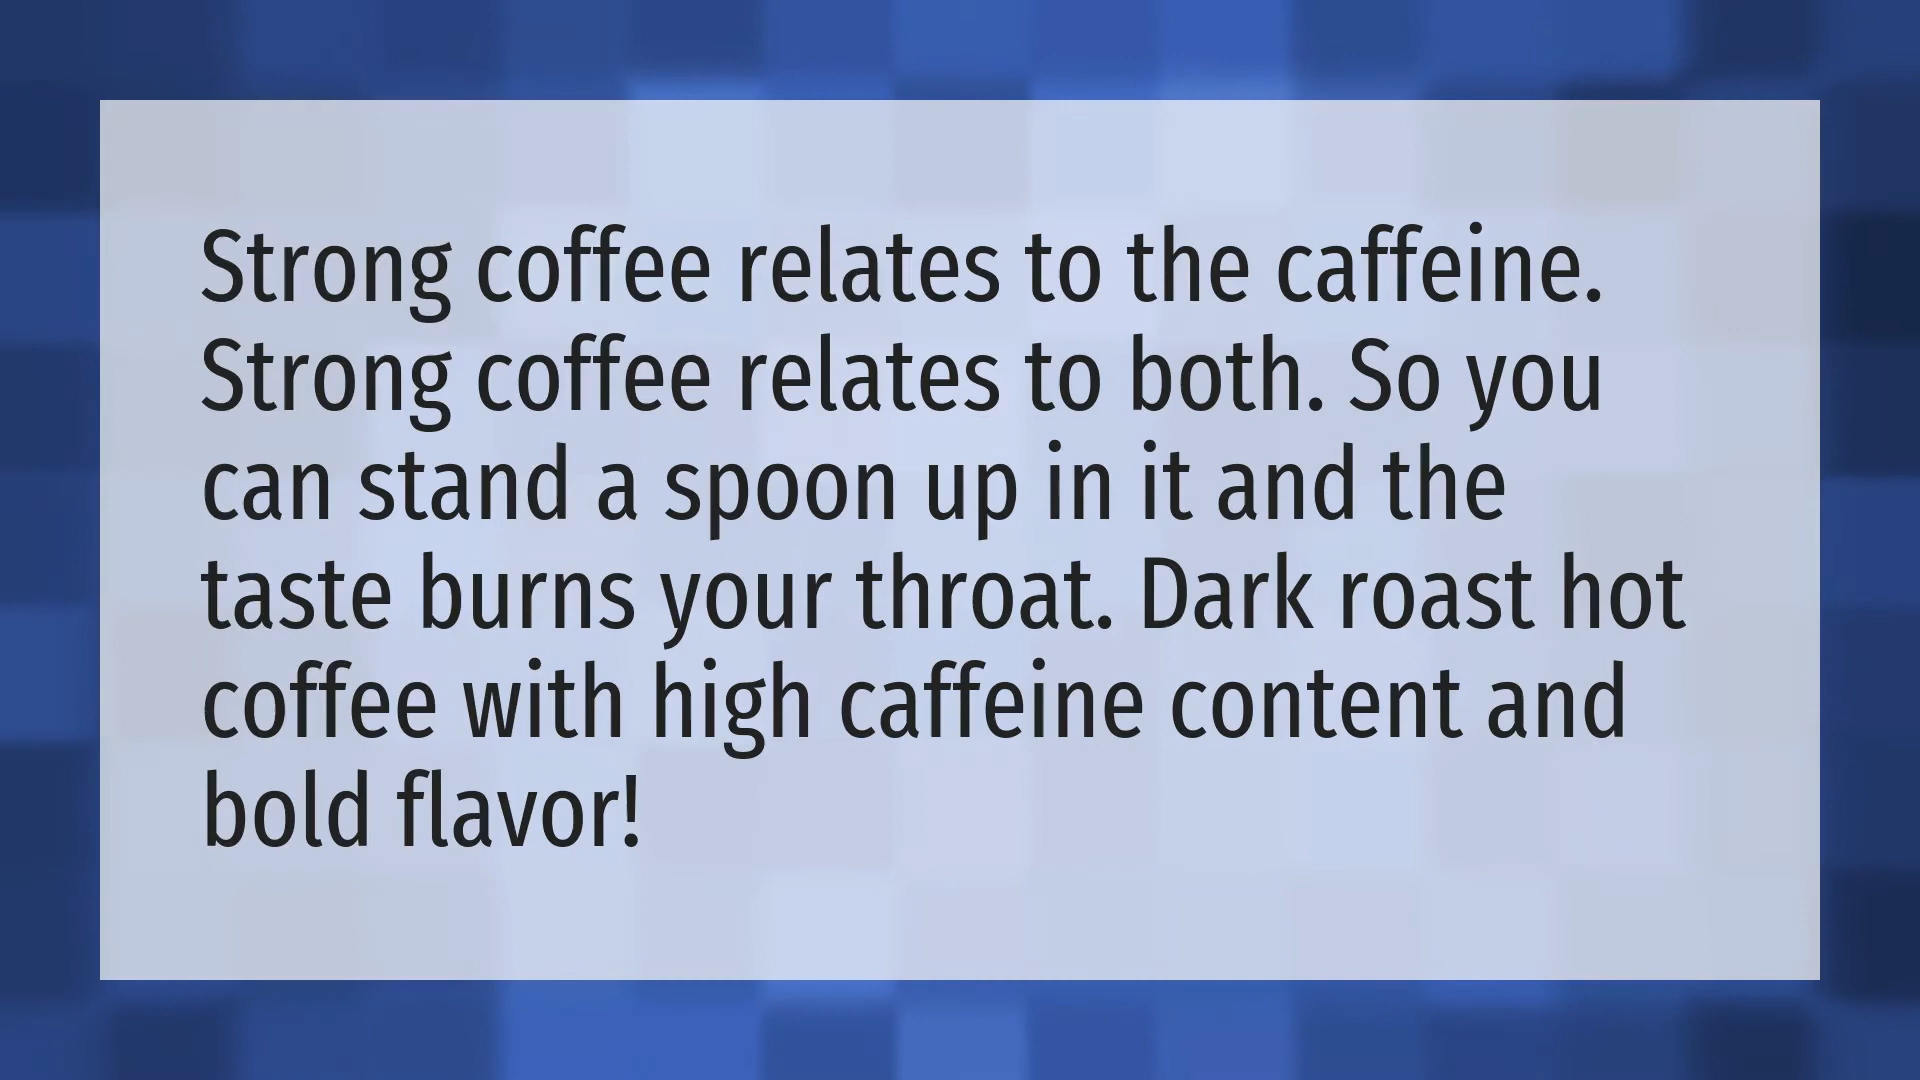 Strong coffee relates to the caffeine.
Strong coffee relates to both. So you
can stand a spoon up in it and the
taste burns your throat. Dark roast hot
coffee with high caffeine content and
bold flavor!